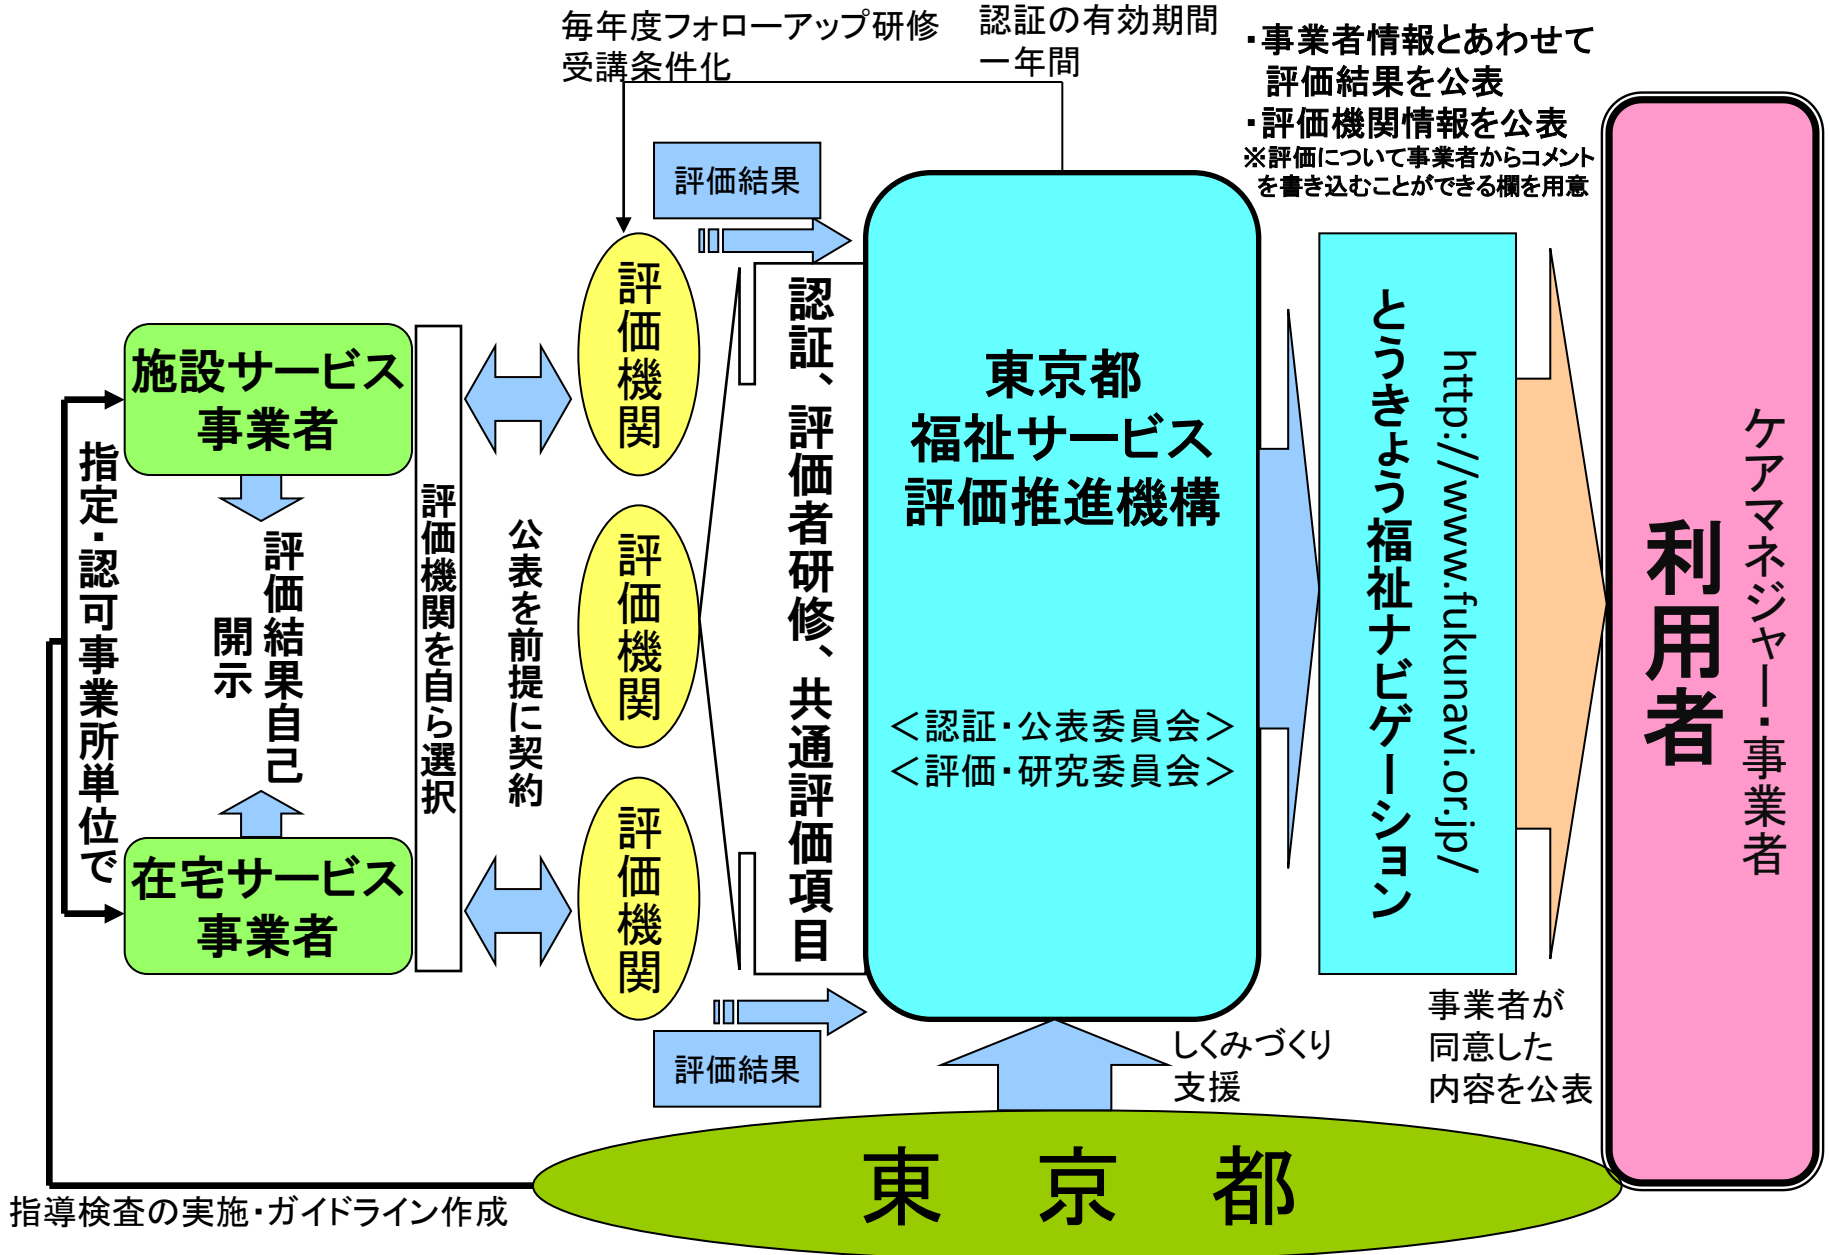 毎年度フォローアップ研修
受講条件化
認証の有効期間
一年間
・事業者情報とあわせて
評価結果を公表
・評価機関情報を公表
※評価について事業者からコメント
を書き込むことができる欄を用意
評価結果
施設サービス
事業者
指定・認可事業所単位で
評価結果自己
開示
在宅サービス
事業者
評価機関を自ら選択
公表を前提に契約
評価機関
評価機関
評価機関
認証、評価者研修、共通評価項目
評価結果
東京都
福祉サービス
評価推進機構
＜認証・公表委員会＞
＜評価・研究委員会＞
http://www.fukunavi.or.jp/
とうきょう福祉ナビゲーション
ケアマネジャー・事業者
利用者
しくみづくり
支援
事業者が
同意した
内容を公表
東 京 都
指導検査の実施・ガイドライン作成